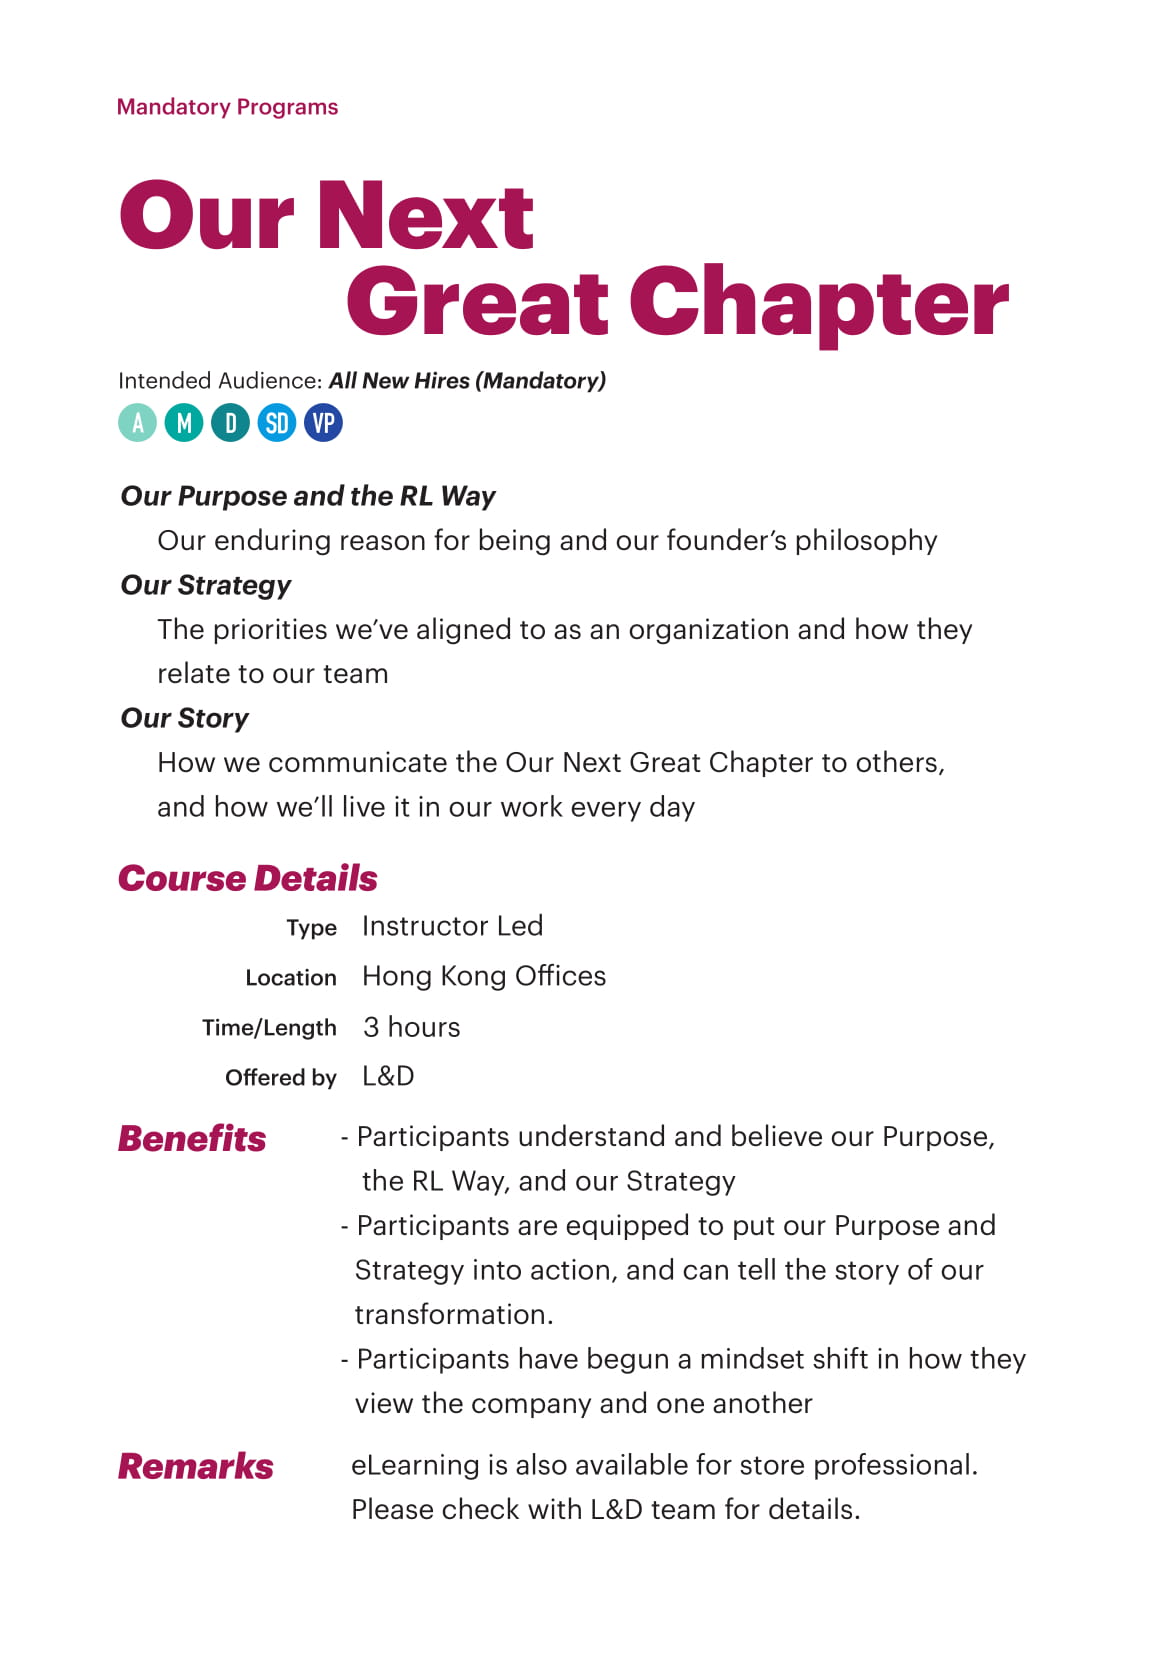 Mandatory Programs
Our Next
Great Chapter
Intended Audience: All New Hires (Mandatory)
A M D SD VP
Our Purpose and the RL Way
Our enduring reason for being and our founder’s philosophy
Our Strategy
The priorities we’ve aligned to as an organization and how they
relate to our team
Our Story
How we communicate the Our Next Great Chapter to others,
and how we’ll live it in our work every day
Course Details
Type Instructor Led
Location Hong Kong Offices
Time/Length 3 hours
Offered by L&D
Benefits - Participants understand and believe our Purpose,
the RL Way, and our Strategy
- Participants are equipped to put our Purpose and
Strategy into action, and can tell the story of our
transformation.
- Participants have begun a mindset shift in how they
view the company and one another
Remarks eLearning is also available for store professional.
Please check with L&D team for details.